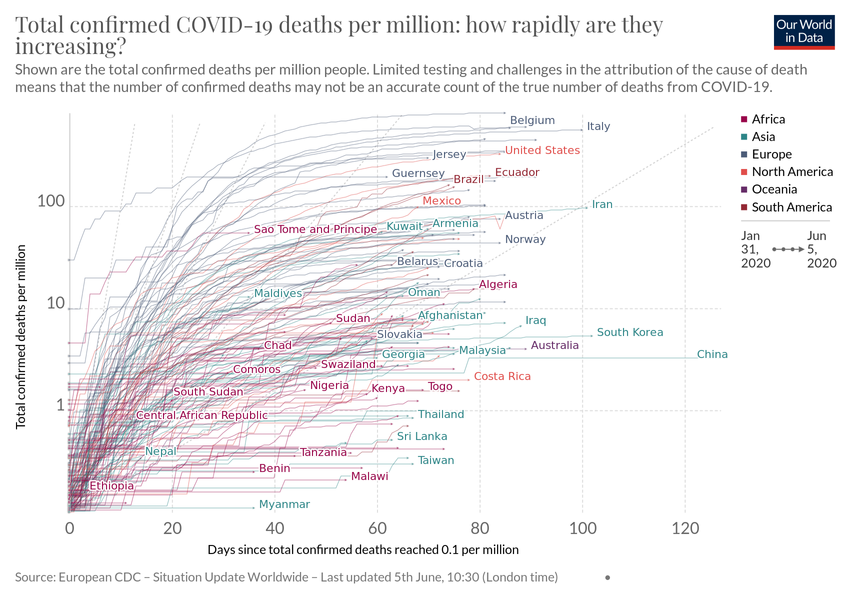 Total confirmed COVID-19 deaths per million: how rapidly are they
increasing?
Our World
in Data
Shown are the total confirmed deaths per million people. Limited testing and challenges in the attribution of the cause of death
means that the number of confirmed deaths may not be an accurate count of the true number of deaths from COVID-19.
Belgium
Italy
Jersey
United States
Guernsey
Brazil
Ecuador
100
Mexico
Iran
Austria
Sao Tome and Principe
Kuwait
Armenia
Norway
Belarus
Croatia
Algeria
Maldives
Oman
10
Sudan
Afghanistan
Iraq
Slovakia
South Korea
Chad
Georgia
Malaysia
Australia
China
Comoros
Swaziland
Costa Rica
South Sudan
Nigeria
Kenya
Togo
1
Central African Republic
Thailand
Sri Lanka
Nepal
Tanzania
Taiwan
Benin
Malawi
Ethiopia
Myanmar
Africa
Asia
Europe
North America
Oceania
South America
Jan
31,
2020
Jun
5,
2020
Total confirmed deaths per million
0
20
40
60
80
100
120
Days since total confirmed deaths reached 0.1 per million
Source: European CDC – Situation Update Worldwide – Last updated 5th June, 10:30 (London time)